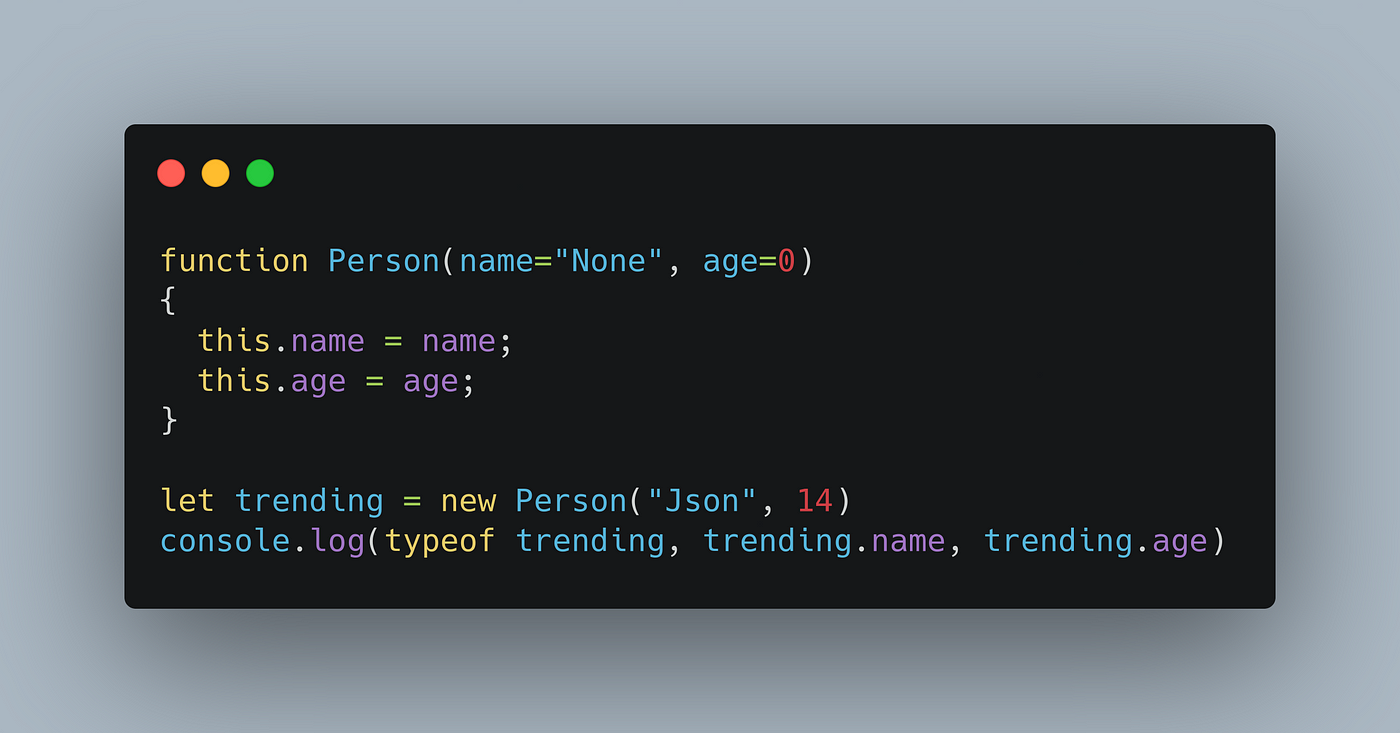 function Person(name="None", age=0)
{
  this.name = name;
  this.age = age;
}

let trending = new Person("Json", 14)
console.log(typeof trending, trending.name, trending.age)